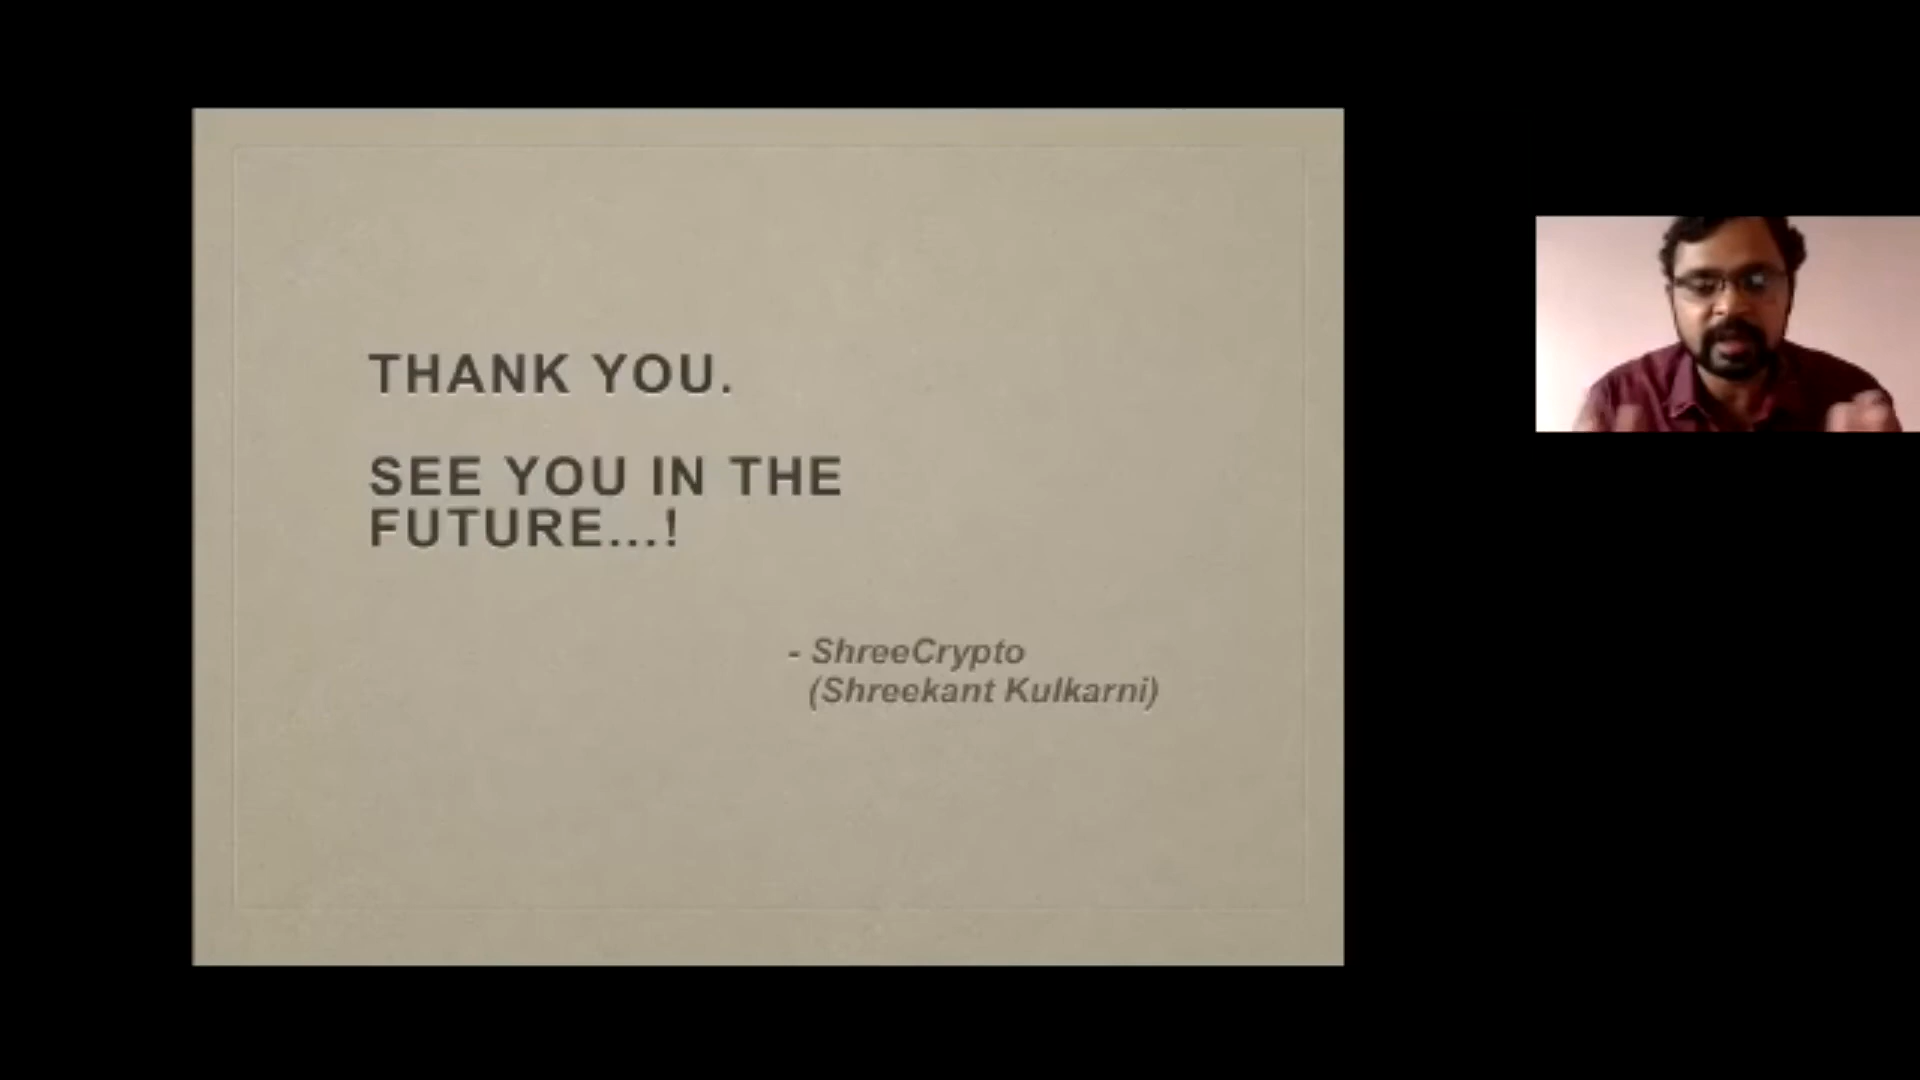 THANK YOU.
SEE YOU IN THE
FUTURE...!
- ShreeCrypto
(Shreekant Kulkarni)